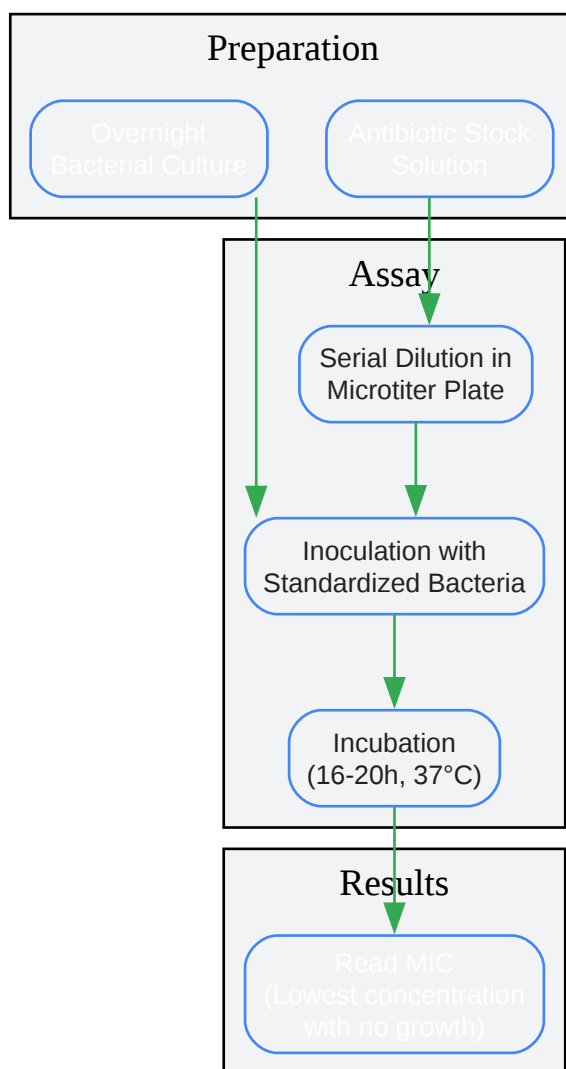 Preparation
Overnight
Bacterial Culture
Antibiotic Stock
Solution
Assay
Serial Dilution in
Microtiter Plate
Inoculation with
Standardized Bacteria
Incubation
(16-20h, 37°C)
Results
Read MIC
(Lowest concentration
with no growth)